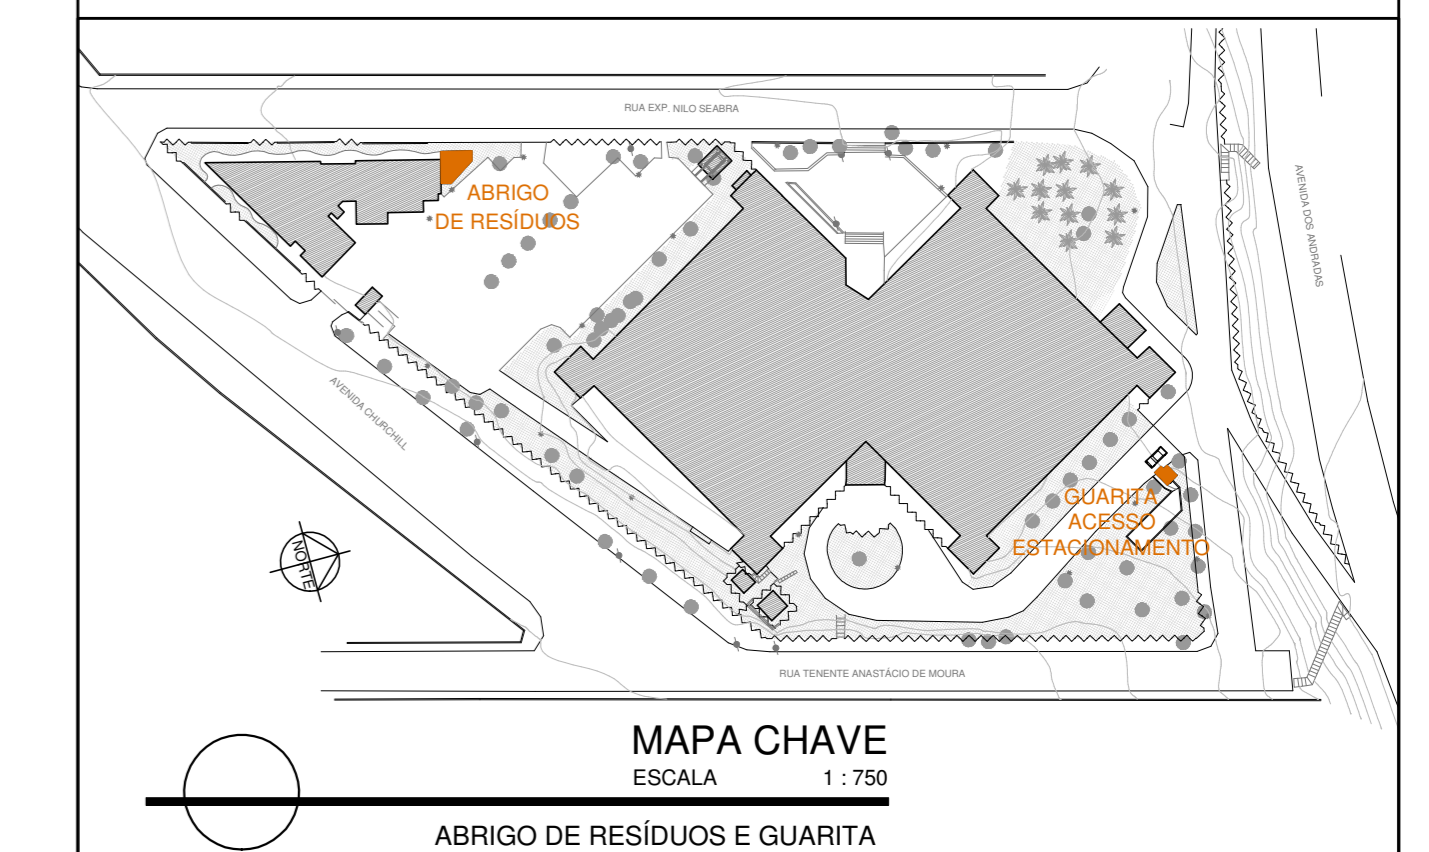 RUA EXP. NILO SEABRA
ABRIGO
DE RESÍDUOS
AVENIDA DOS ANDRADAS
AVENIDA CHURCHILL
GUARITA
ACESSO
ESTACIONAMENTO
NORTE
RUA TENENTE ANASTÁCIO DE MOURA
MAPA CHAVE
ESCALA 1 : 750
ABRIGO DE RESÍDUOS E GUARITA